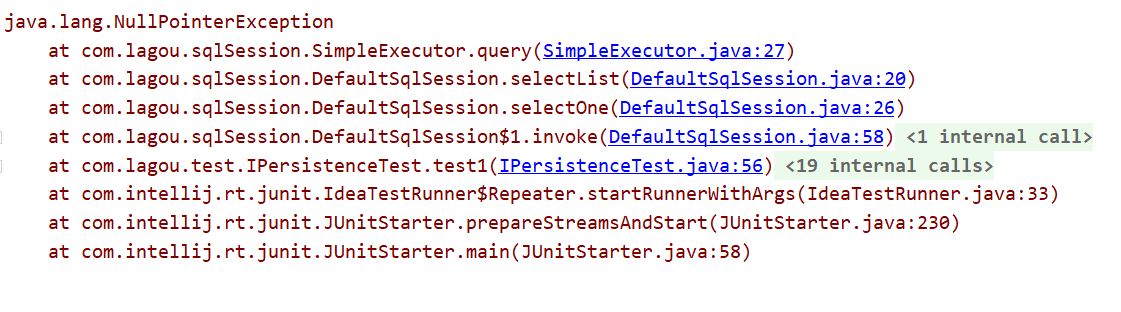 java.lang.NullPointerException
at com.lagou.sqlSession.SimpleExecutor.query(SimpleExecutor.java:27)
at com.lagou.sqlSession.DefaultSqlSession.selectList(DefaultSqlSession.java:20)
at com.lagou.sqlSession.DefaultSqlSession.selectOne(DefaultSqlSession.java:26)
at com.lagou.sqlSession.DefaultSqlSession$1.invoke(DefaultSqlSession.java:58) <1 internal call>
at com.lagou.test.IPersistenceTest.test1(IPersistenceTest.java:56) <19 internal calls>
at com.intellij.rt.junit.IdeaTestRunner$Repeater.startRunnerWithArgs(IdeaTestRunner.java:33)
at com.intellij.rt.junit.JUnitStarter.prepareStreamsAndStart(JUnitStarter.java:230)
at com.intellij.rt.junit.JUnitStarter.main(JUnitStarter.java:58)